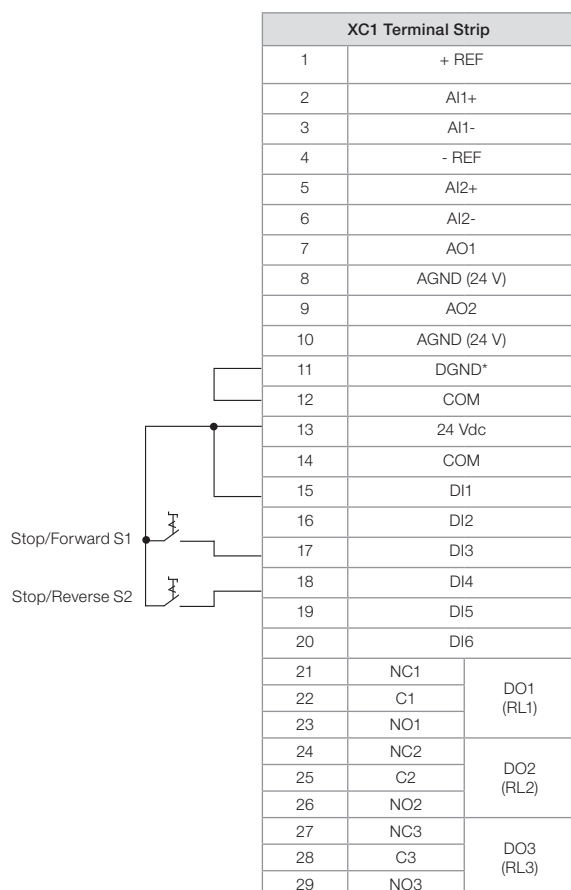 XC1 Terminal Strip
1 + REF
2 AI1+
3 AI1-
4 - REF
5 AI2+
6 AI2-
7 AO1
8 AGND (24 V)
9 AO2
10 AGND (24 V)
11 DGND*
12 COM
13 24 Vdc
14 COM
15 DI1
16 DI2
Stop/Forward S1
17 DI3
18 DI4
Stop/Reverse S2
19 DI5
20 DI6
21 NC1
22 C1
23 NO1
DO1
(RL1)
24 NC2
25 C2
26 NO2
DO2
(RL2)
27 NC3
28 C3
29 NO3
DO3
(RL3)